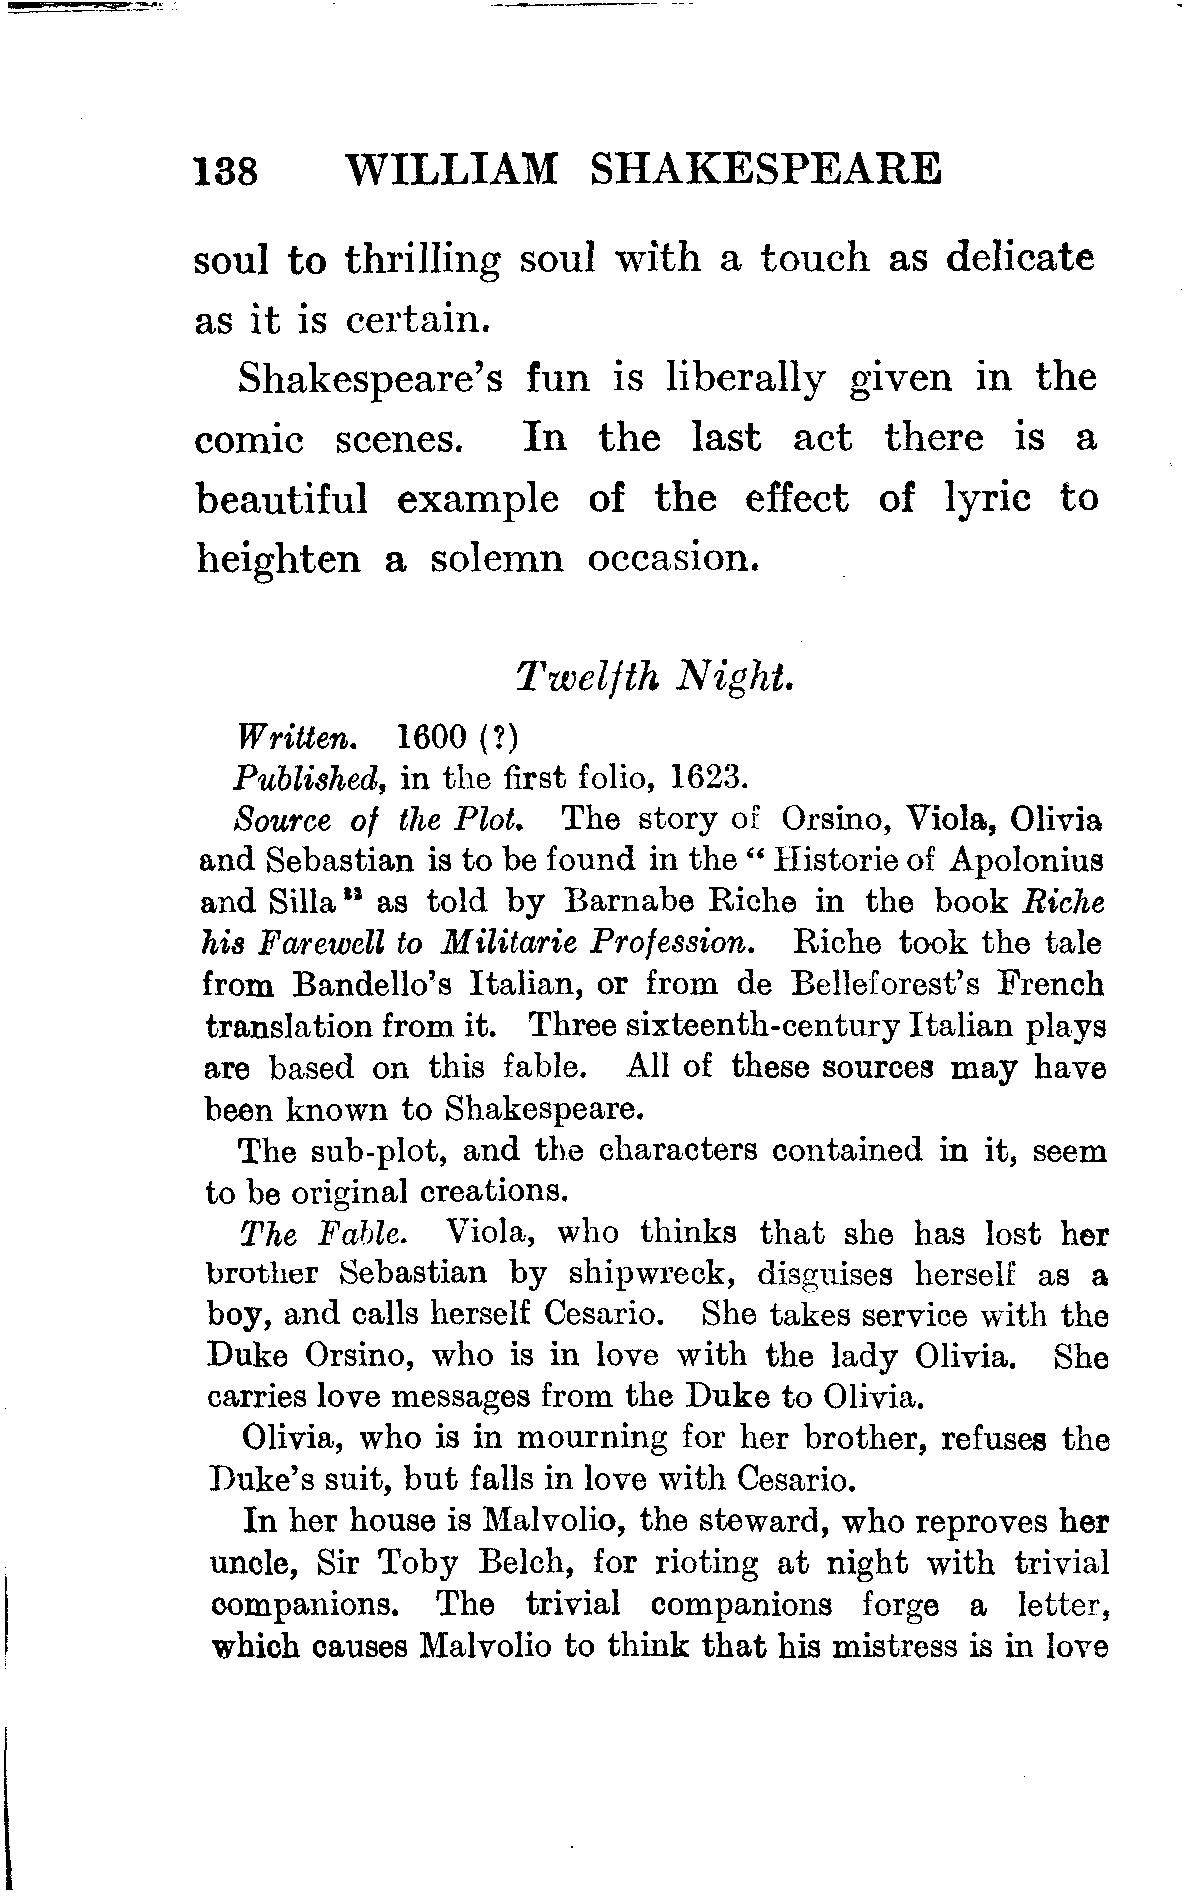 138 WILLIAM SHAKESPEARE
soul to thrilling soul with a touch as delicate
as it is certain.
Shakespeare's fun is liberally given in the
comic scenes. In the last act there is a
beautiful example of the effect of lyric to
heighten a solemn occasion.
Twelfth Night.
Written. 1600 (?)
Published, in the first folio, 1623.
Source of the Plot. The story of Orsino, Viola, Olivia
and Sebastian is to be found in the "Historie of Apolonius
and Silla" as told by Barnabe Riche in the book Riche
his Farewell to Militarie Profession. Riche took the tale
from Bandello's Italian, or from de Belleforest's French
translation from it. Three sixteenth-century Italian plays
are based on this fable. All of these sources may have
been known to Shakespeare.
The sub-plot, and the characters contained in it, seem
to be original creations.
The Fable. Viola, who thinks that she has lost her
brother Sebastian by shipwreck, disguises herself as a
boy, and calls herself Cesario. She takes service with the
Duke Orsino, who is in love with the lady Olivia. She
carries love messages from the Duke to Olivia.
Olivia, who is in mourning for her brother, refuses the
Duke's suit, but falls in love with Cesario.
In her house is Malvolio, the steward, who reproves her
uncle, Sir Toby Belch, for rioting at night with trivial
companions. The trivial companions forge a letter,
which causes Malvolio to think that his mistress is in love